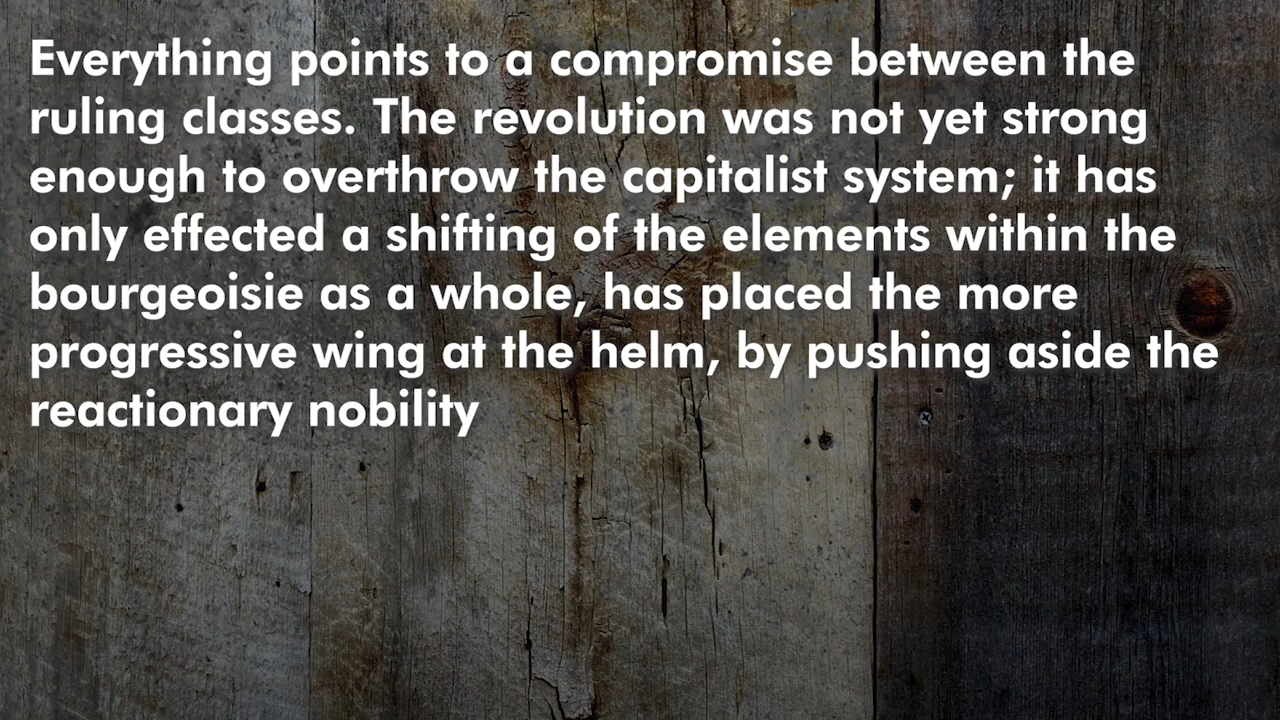 Everything points to a compromise between the
ruling classes. The revolution was not yet strong
enough to overthrow the capitalist system; it has
only effected a shifting of the elements within the
bourgeoisie as a whole, has placed the more
progressive wing at the helm, by pushing aside the
reactionary nobility